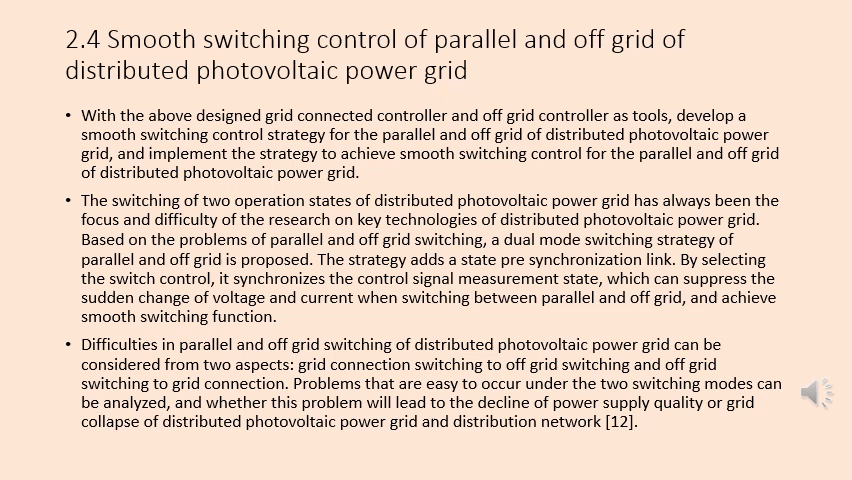 2.4 Smooth switching control of parallel and off grid of
distributed photovoltaic power grid
• With the above designed grid connected controller and off grid controller as tools, develop a
smooth switching control strategy for the parallel and off grid of distributed photovoltaic power
grid, and implement the strategy to achieve smooth switching control for the parallel and off grid
of distributed photovoltaic power grid.
• The switching of two operation states of distributed photovoltaic power grid has always been the
focus and difficulty of the research on key technologies of distributed photovoltaic power grid.
Based on the problems of parallel and off grid switching, a dual mode switching strategy of
parallel and off grid is proposed. The strategy adds a state pre synchronization link. By selecting
the switch control, it synchronizes the control signal measurement state, which can suppress the
sudden change of voltage and current when switching between parallel and off grid, and achieve
smooth switching function.
• Difficulties in parallel and off grid switching of distributed photovoltaic power grid can be
considered from two aspects: grid connection switching to off grid switching and off grid
switching to grid connection. Problems that are easy to occur under the two switching modes can
be analyzed, and whether this problem will lead to the decline of power supply quality or grid
collapse of distributed photovoltaic power grid and distribution network [12].